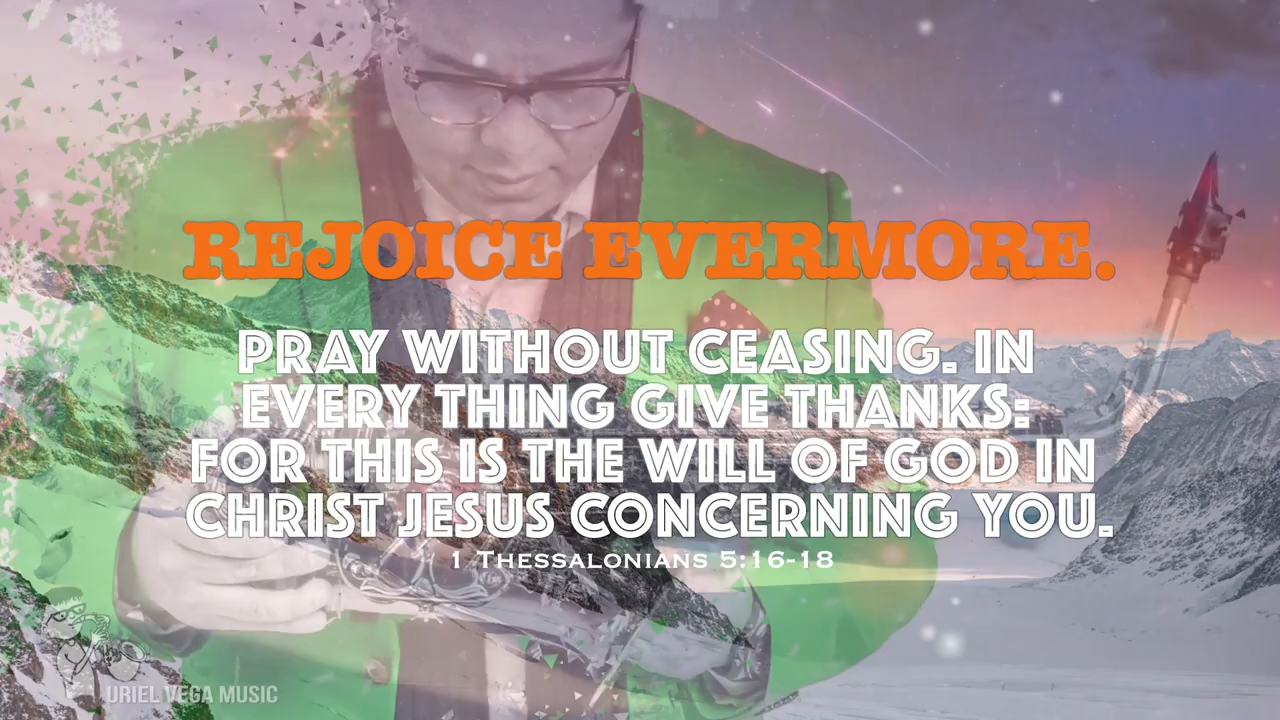 REJOICE EVERMORE.
PRAY WITHOUT CEASING. IN
EVERY THING GIVE THANKS:
FOR THIS IS THE WILL OF GOD IN
CHRIST JESUS CONCERNING YOU.
1 THESSALONIANS 5:16-18
URIEL VEGA MUSIC